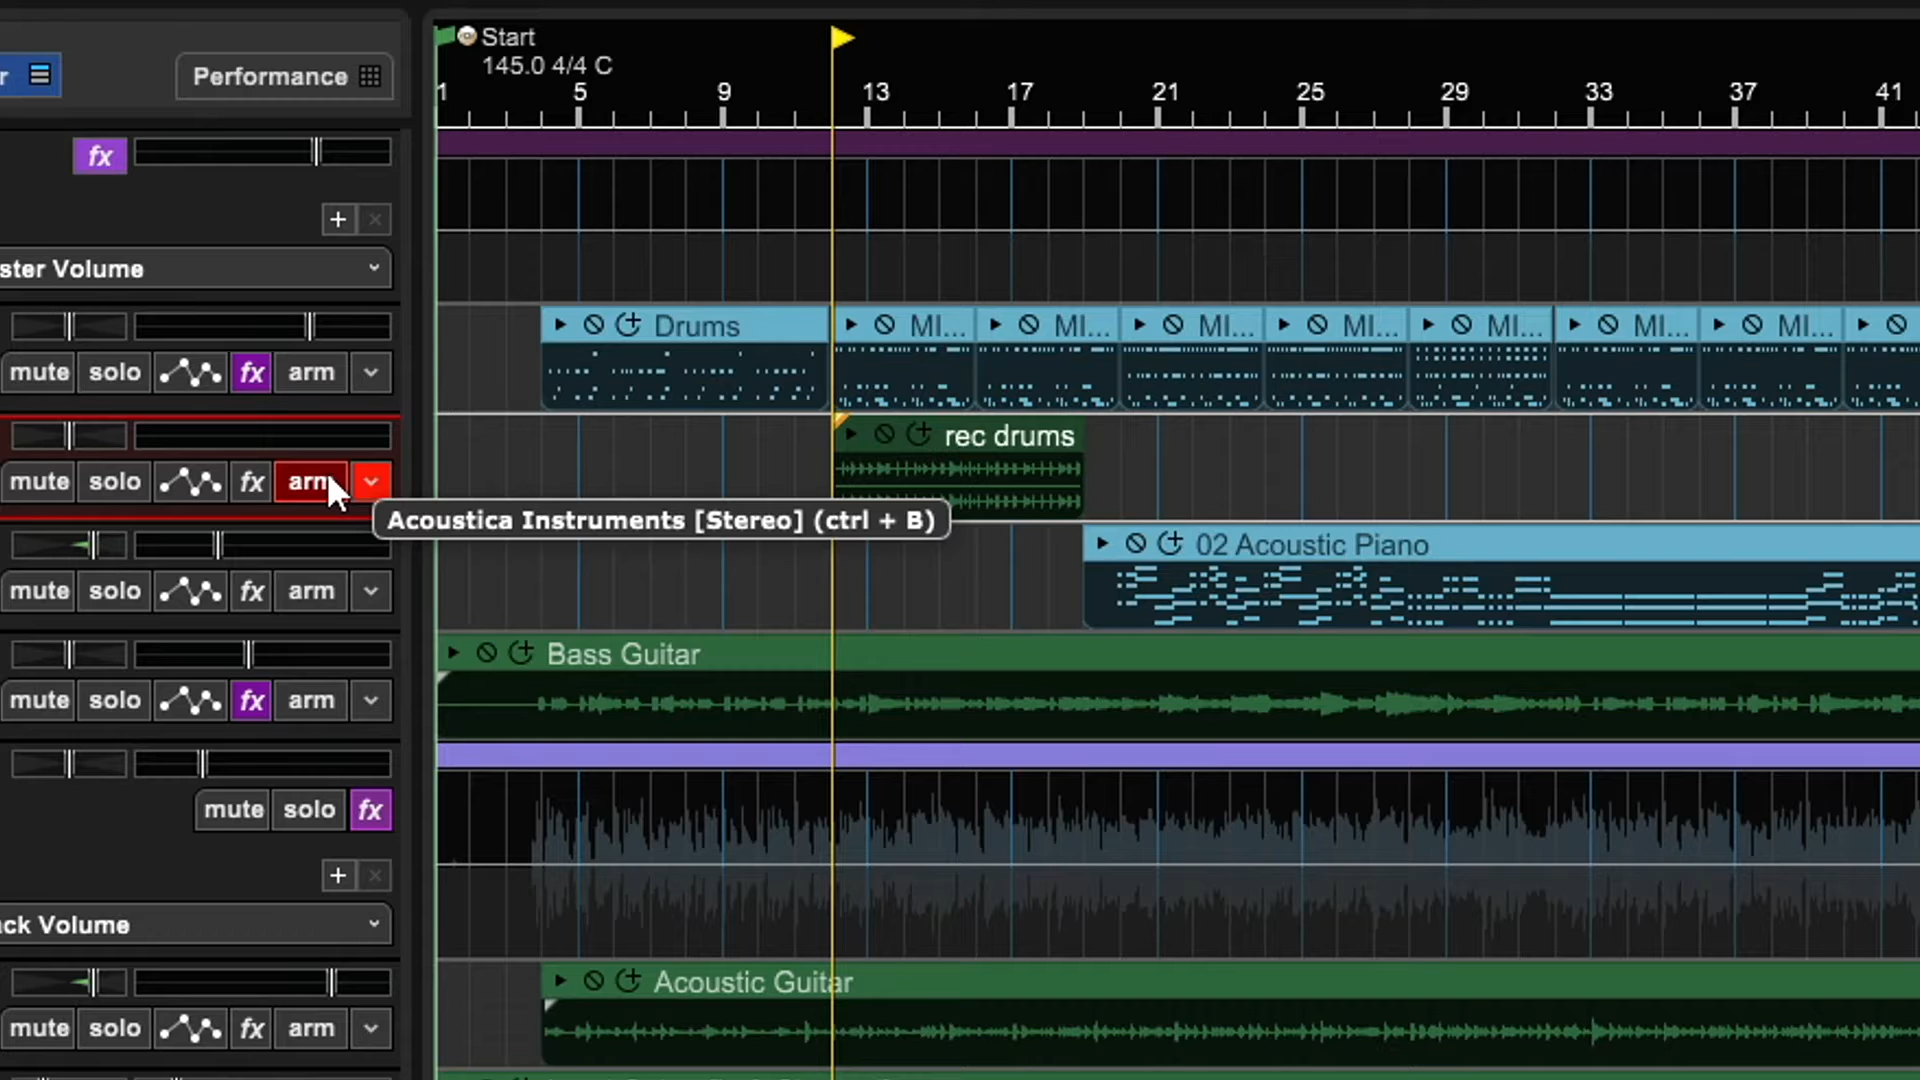 Start
145.0 4/4 C
r
Performance
1 5 9 13 17 21 25 29 33 37 41
fx
+ ×
ster Volume
Drums MI... MI... MI... MI... MI... MI... MI...
mute solo fx arm
rec drums
mute solo fx arm
Acoustica Instruments [Stereo] (ctrl + B)
02 Acoustic Piano
mute solo fx arm
Bass Guitar
mute solo fx arm
mute solo fx
+ ×
ck Volume
Acoustic Guitar
mute solo fx arm